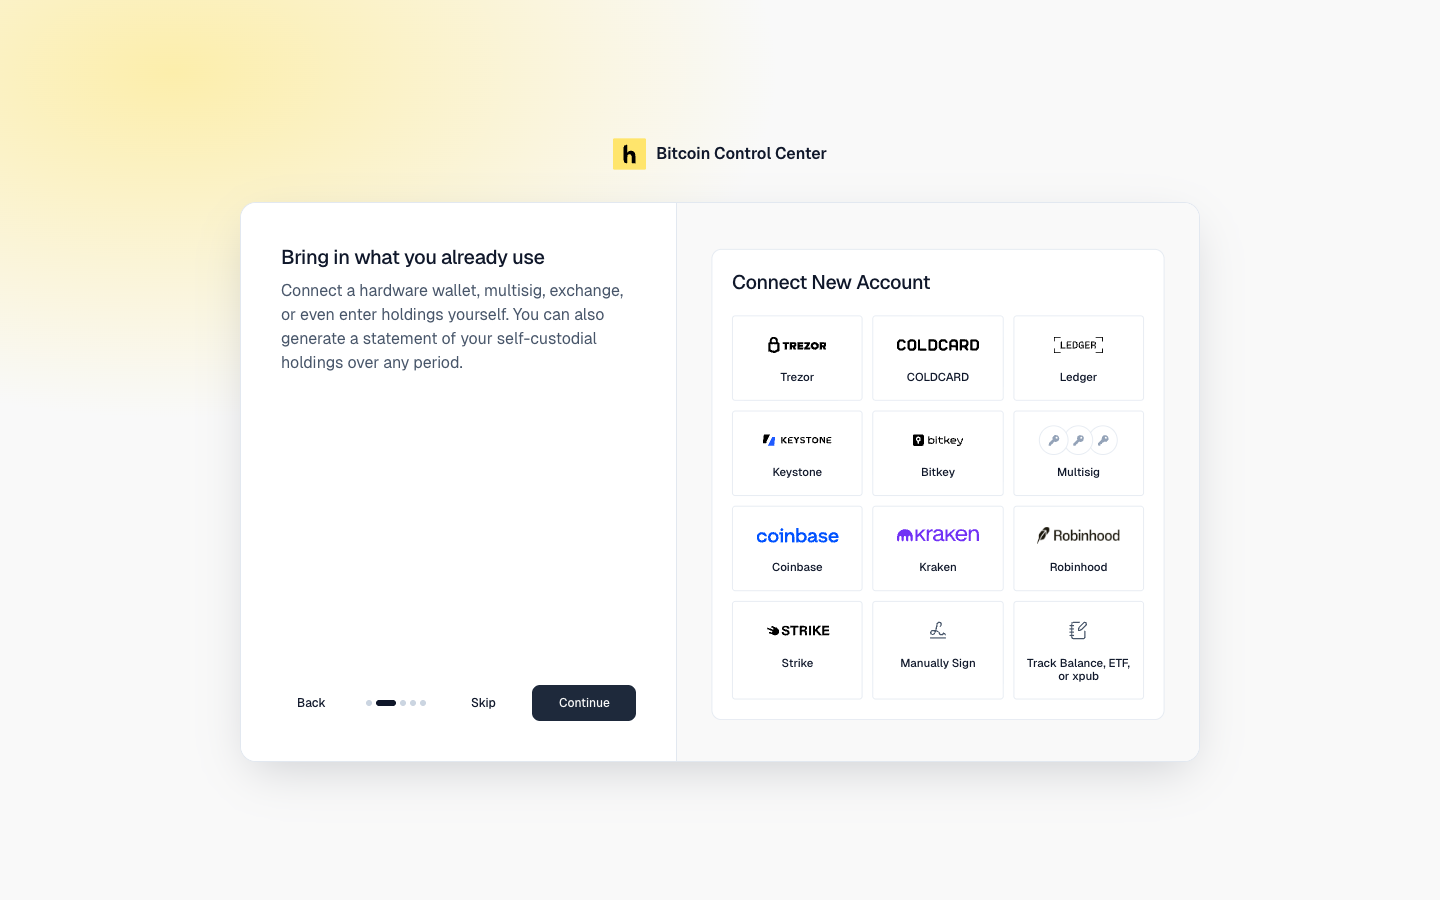 h
Bitcoin Control Center
Bring in what you already use
Connect a hardware wallet, multisig, exchange,
or even enter holdings yourself. You can also
generate a statement of your self-custodial
holdings over any period.
Back
Skip
Continue
Connect New Account
TREZOR
Trezor
COLDCARD
COLDCARD
LEDGER
Ledger
KEYSTONE
Keystone
bitkey
Bitkey
Multisig
coinbase
Coinbase
kraken
Kraken
Robinhood
Robinhood
STRIKE
Strike
Manually Sign
Track Balance, ETF,
or xpub